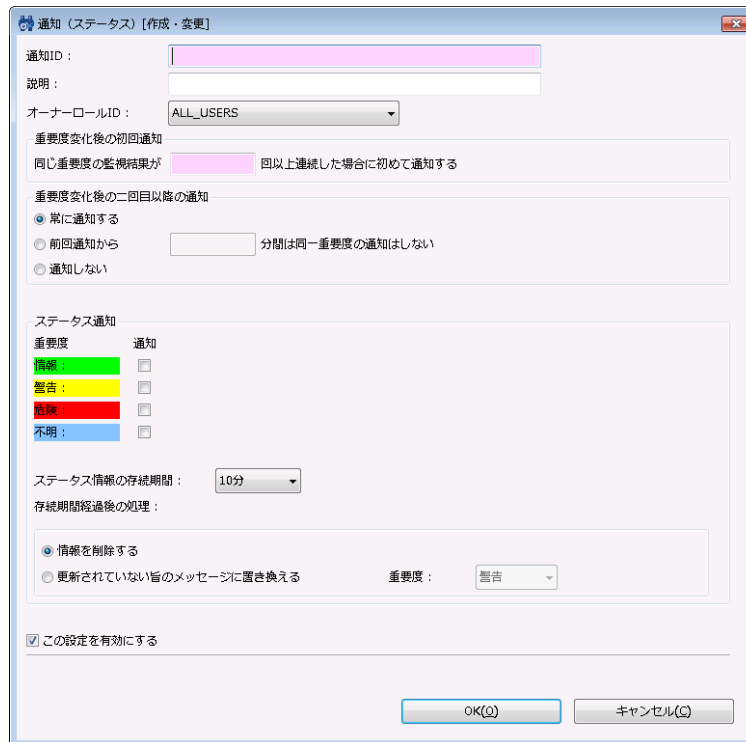 通知（ステータス）[作成・変更]
通知ID：
説明：
オーナーロールID： ALL_USERS
重要度変化後の初回通知
同じ重要度の監視結果が 回以上連続した場合に初めて通知する
重要度変化後の二回目以降の通知
常に通知する
前回通知から 分間は同一重要度の通知はしない
通知しない
ステータス通知
重要度 通知
情報：
警告：
危険：
不明：
ステータス情報の存続期間： 10分
存続期間経過後の処理：
情報を削除する
更新されていない旨のメッセージに置き換える 重要度： 警告
この設定を有効にする
OK(O) キャンセル(C)